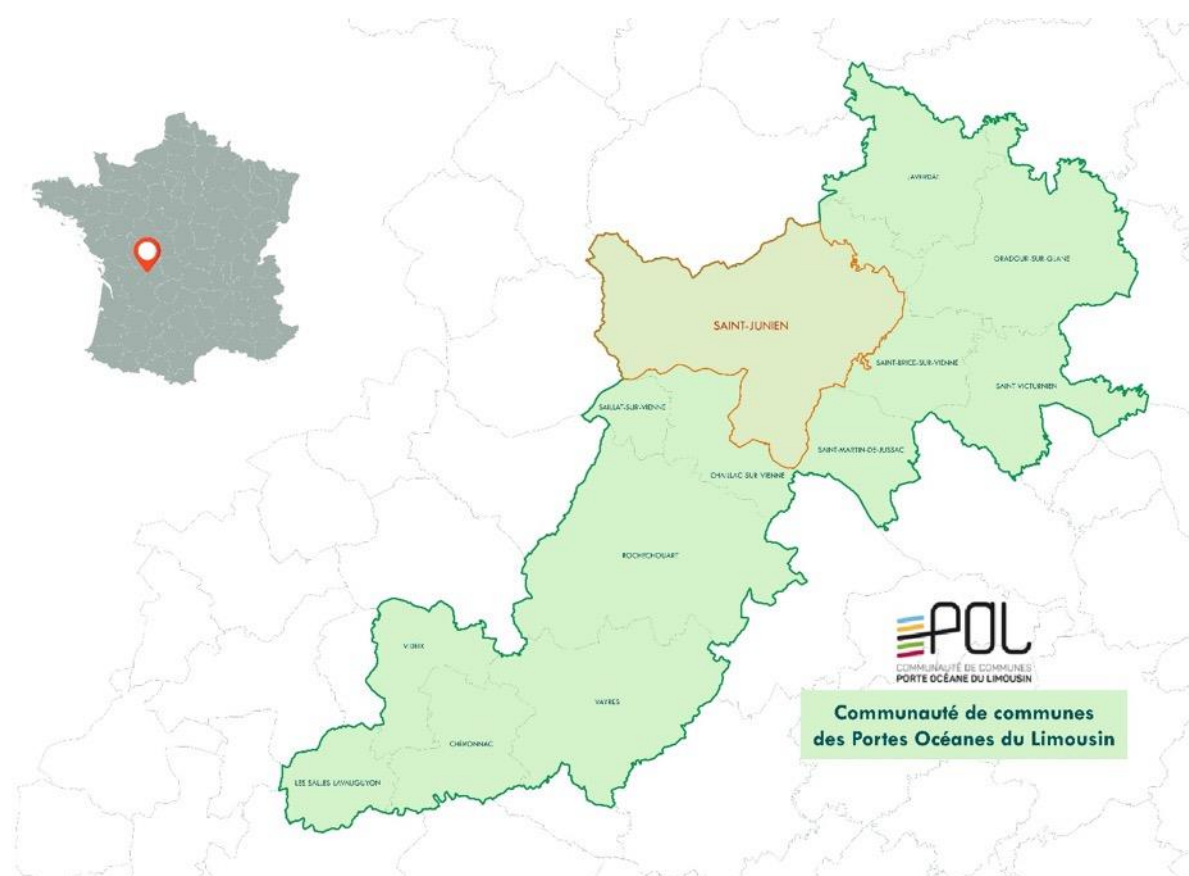 JAVERDAT
ORADOUR-SUR-GLANE
SAINT-JUNIEN
SAINT-BRICE-SUR-VIENNE
SAINT VICTURNIEN
SAILLAT-SUR-VIENNE
SAINT-MARTIN-DE-JUSSAC
CHAILLAC SUR VIENNE
ROCHECHOUART
VIDEIX
VAYRES
CHÉRONNAC
LES SALLES LAVAUGUYON
POL
COMMUNAUTÉ DE COMMUNES
PORTE OCÉANE DU LIMOUSIN
Communauté de communes
des Portes Océanes du Limousin